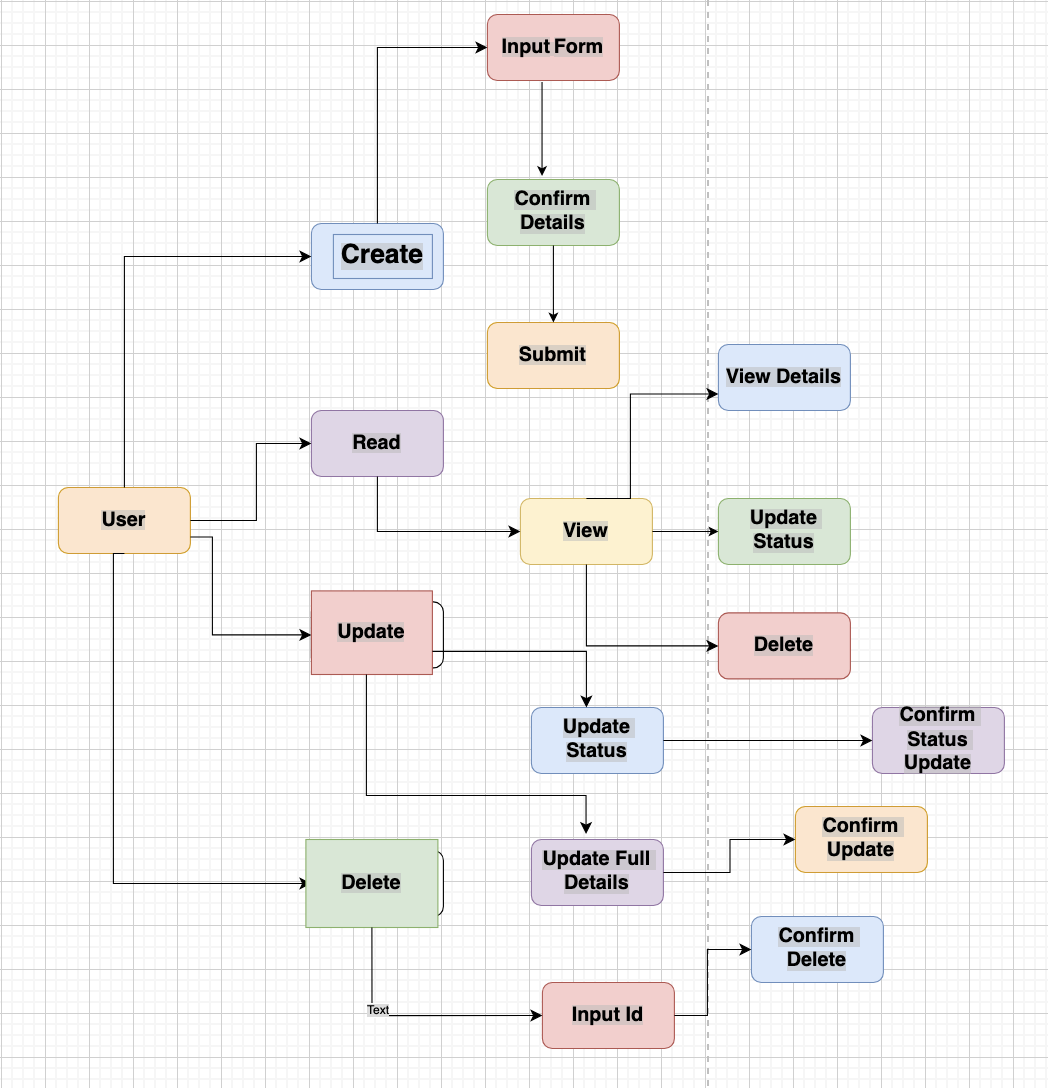 Input Form
Confirm
Details
Create
Submit
View Details
Read
User
View
Update
Status
Update
Delete
Update
Status
Confirm
Status
Update
Confirm
Update
Update Full
Details
Delete
Confirm
Delete
Text
Input Id